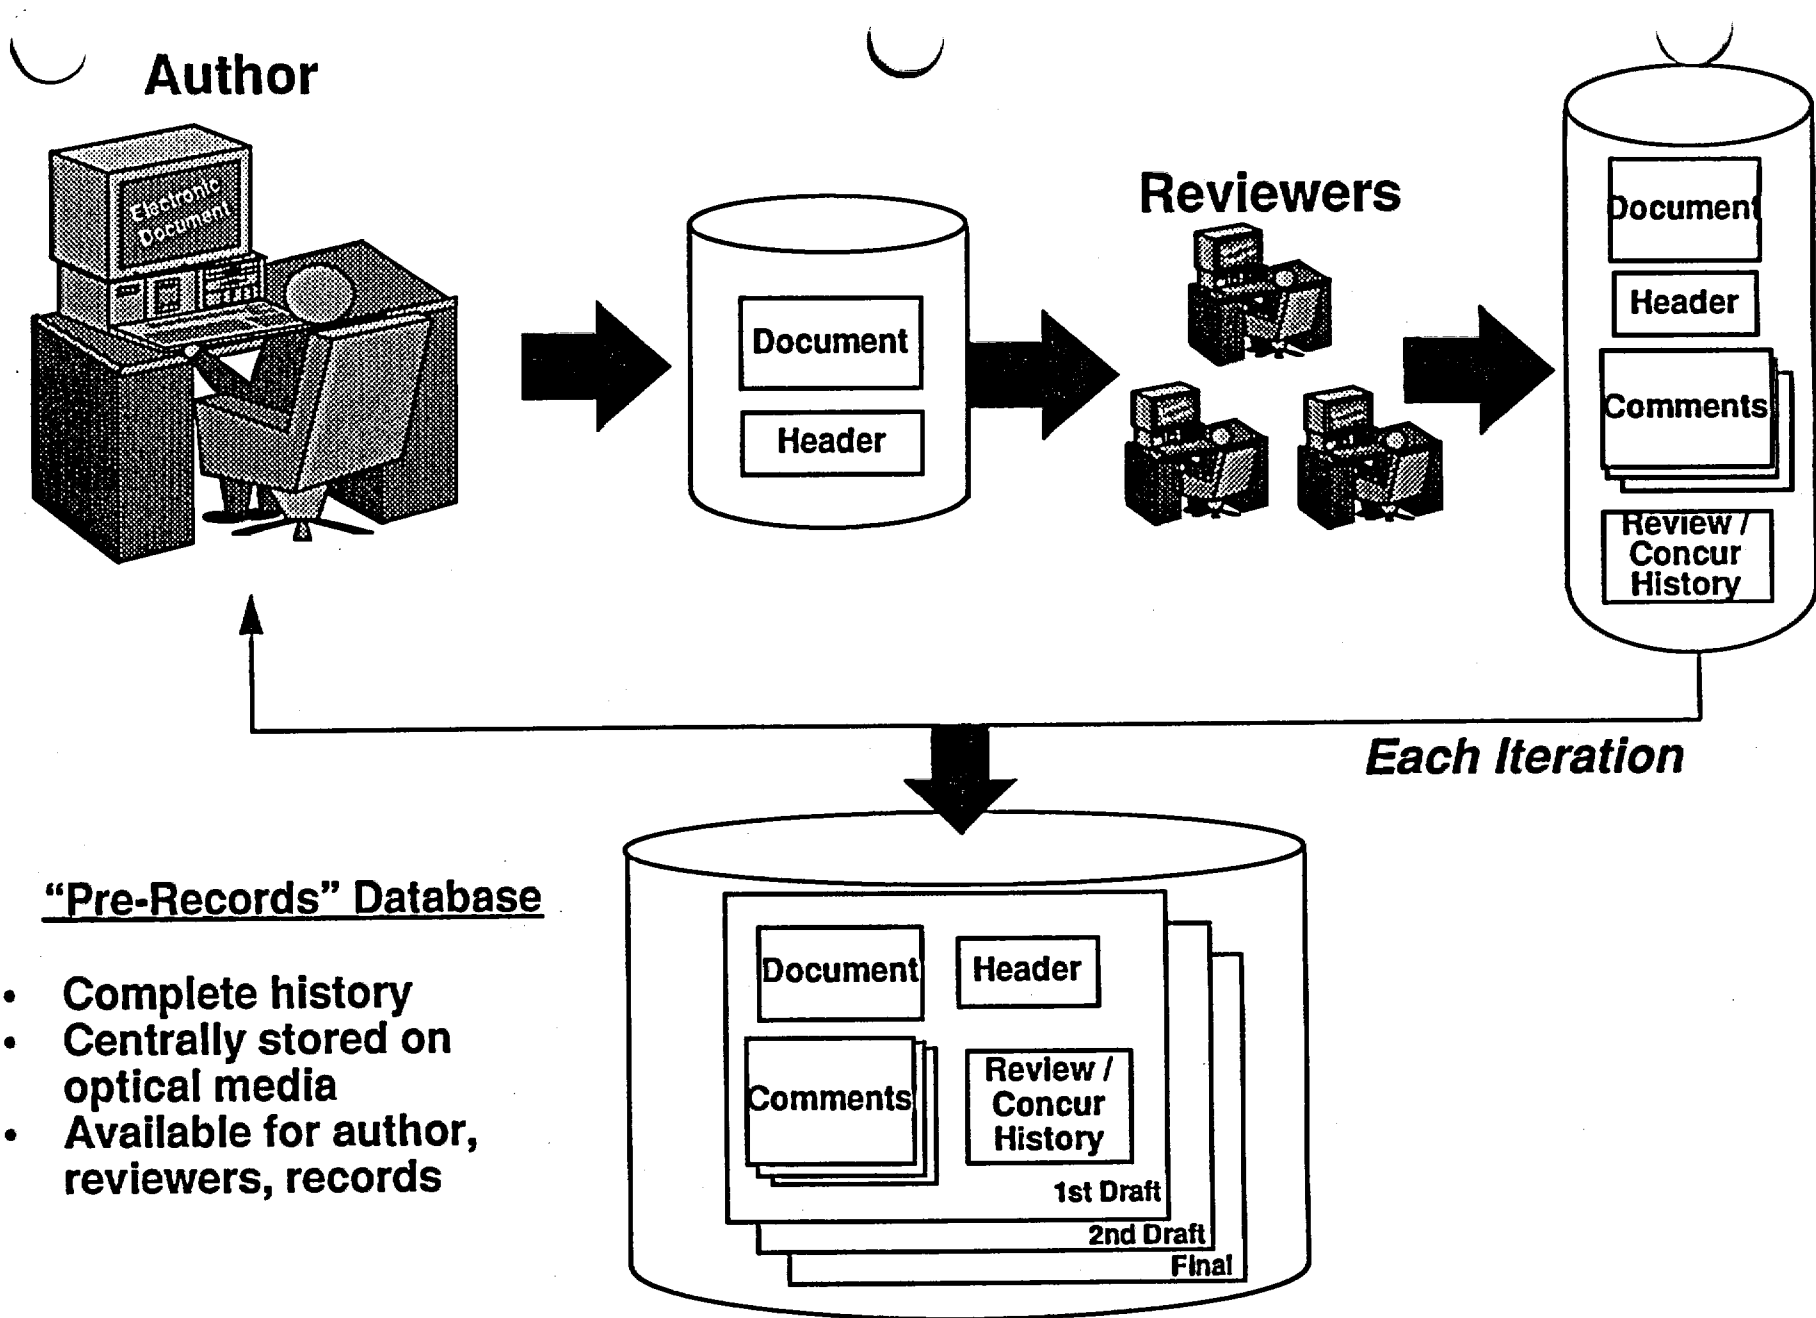 Author
Electronic
Document
Document
Header
Reviewers
Document
Header
Comments
Review /
Concur
History
Each Iteration
“Pre-Records” Database
• Complete history
• Centrally stored on
optical media
• Available for author,
reviewers, records
Document
Header
Comments
Review /
Concur
History
1st Draft
2nd Draft
Final